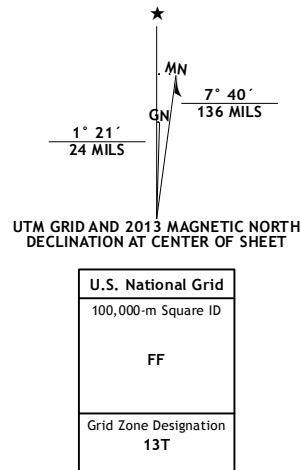 ★
MN
7° 40´
136 MILS
GN
1° 21´
24 MILS
UTM GRID AND 2013 MAGNETIC NORTH
DECLINATION AT CENTER OF SHEET
U.S. National Grid
100,000-m Square ID
FF
Grid Zone Designation
13T